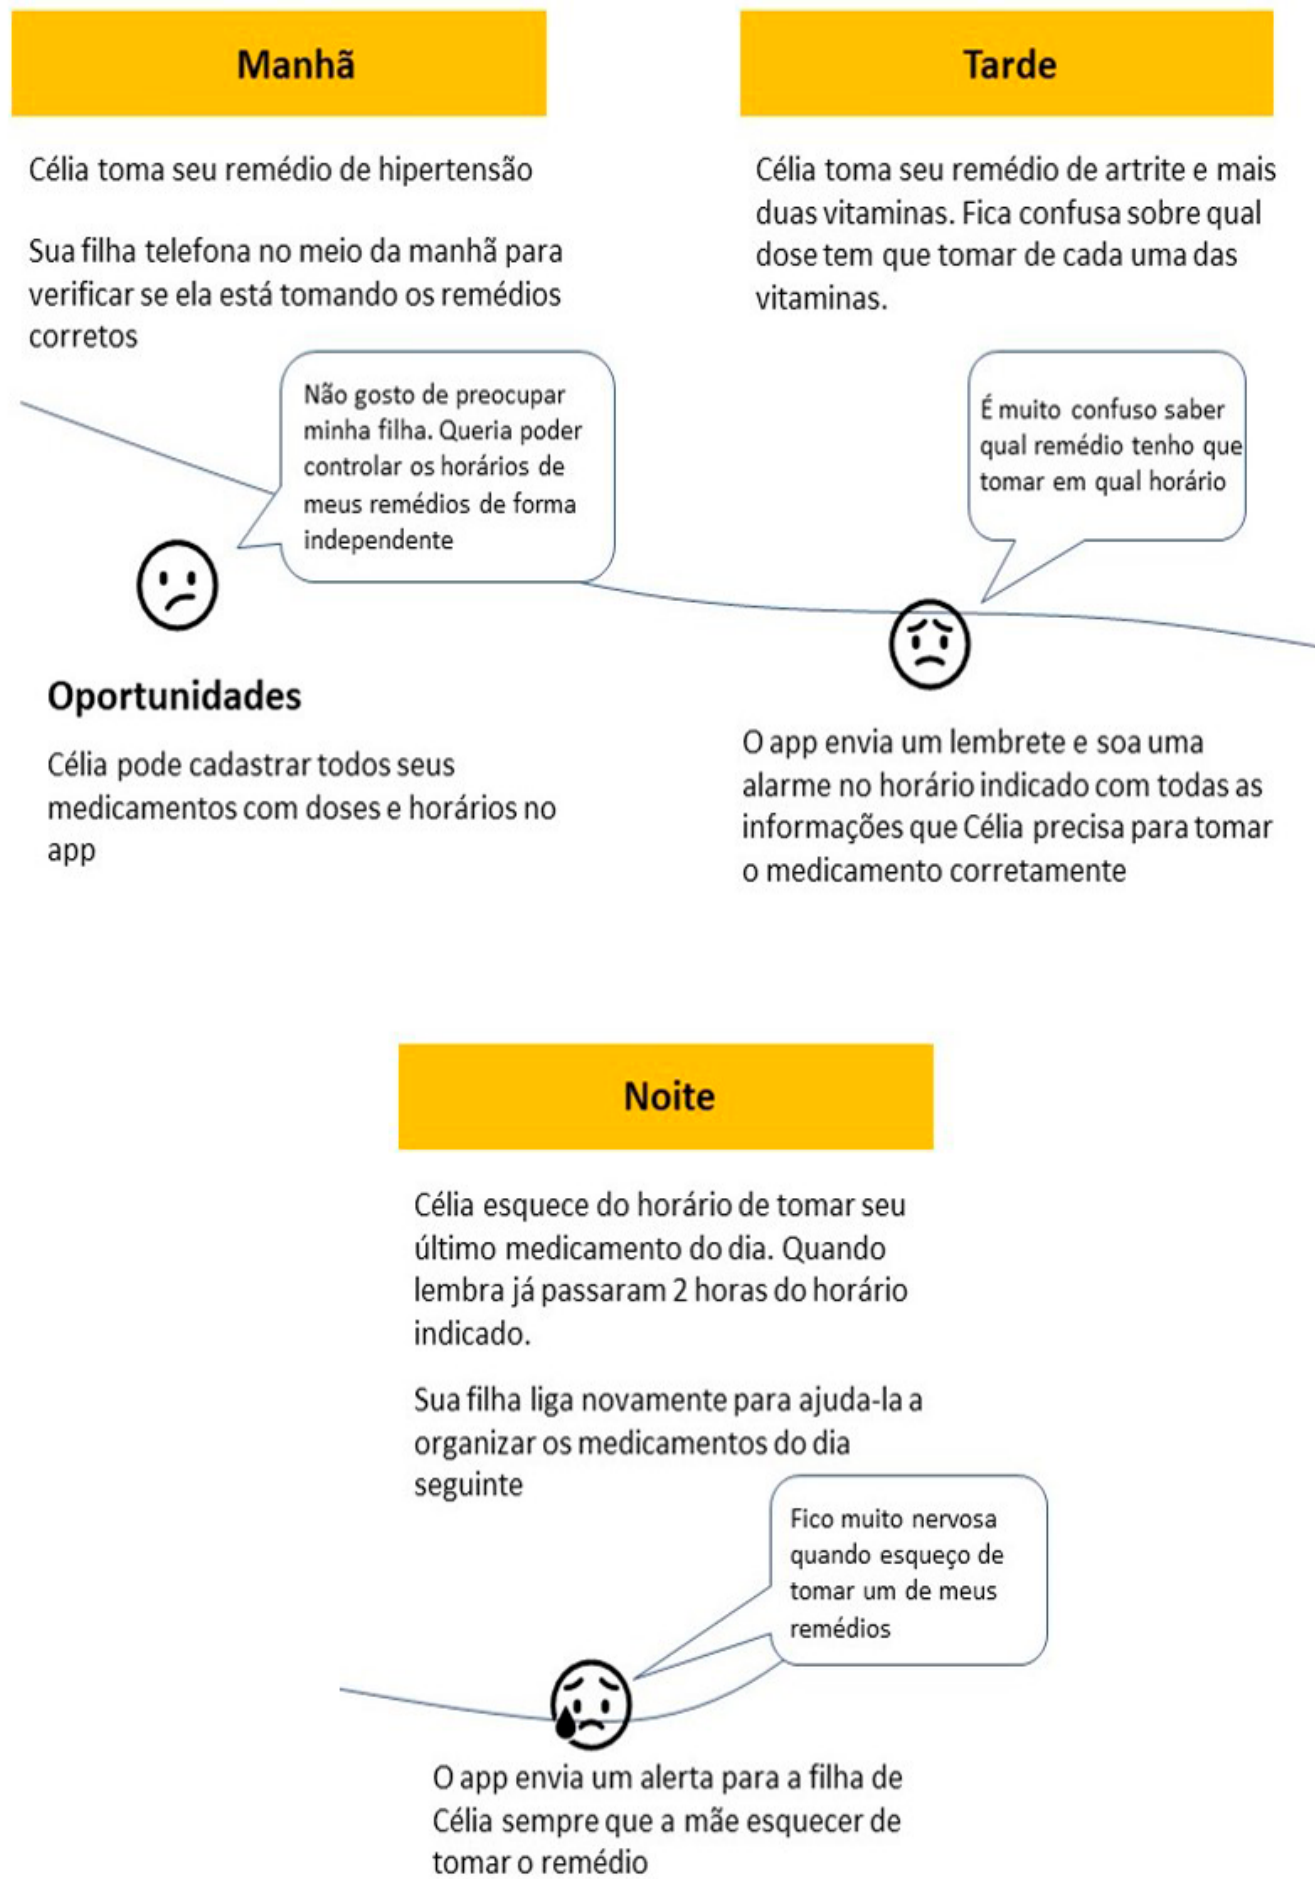 Manhã
Célia toma seu remédio de hipertensão
Sua filha telefona no meio da manhã para
verificar se ela está tomando os remédios
corretos
Não gosto de preocupar
minha filha. Queria poder
controlar os horários de
meus remédios de forma
independente
Oportunidades
Célia pode cadastrar todos seus
medicamentos com doses e horários no
app
Tarde
Célia toma seu remédio de artrite e mais
duas vitaminas. Fica confusa sobre qual
dose tem que tomar de cada uma das
vitaminas.
É muito confuso saber
qual remédio tenho que
tomar em qual horário
O app envia um lembrete e soa uma
alarme no horário indicado com todas as
informações que Célia precisa para tomar
o medicamento corretamente
Noite
Célia esquece do horário de tomar seu
último medicamento do dia. Quando
lembra já passaram 2 horas do horário
indicado.
Sua filha liga novamente para ajuda-la a
organizar os medicamentos do dia
seguinte
Fico muito nervosa
quando esqueço de
tomar um de meus
remédios
O app envia um alerta para a filha de
Célia sempre que a mãe esquecer de
tomar o remédio